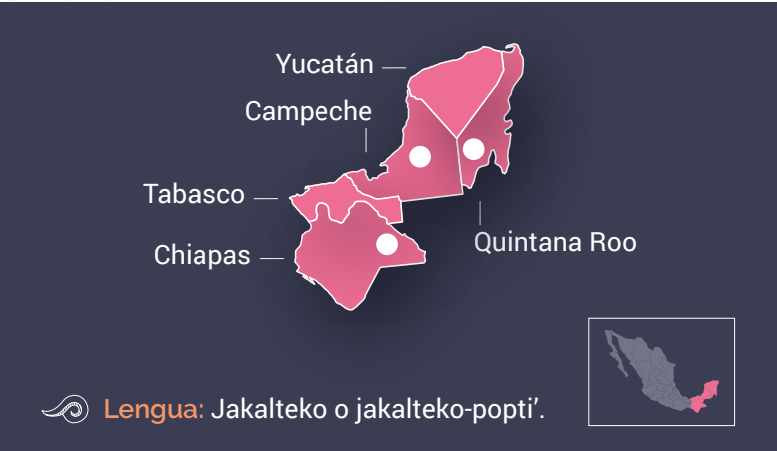 Yucatán
Campeche
Tabasco
Chiapas
Quintana Roo
Lengua: Jakalteko o jakalteko-popti’.